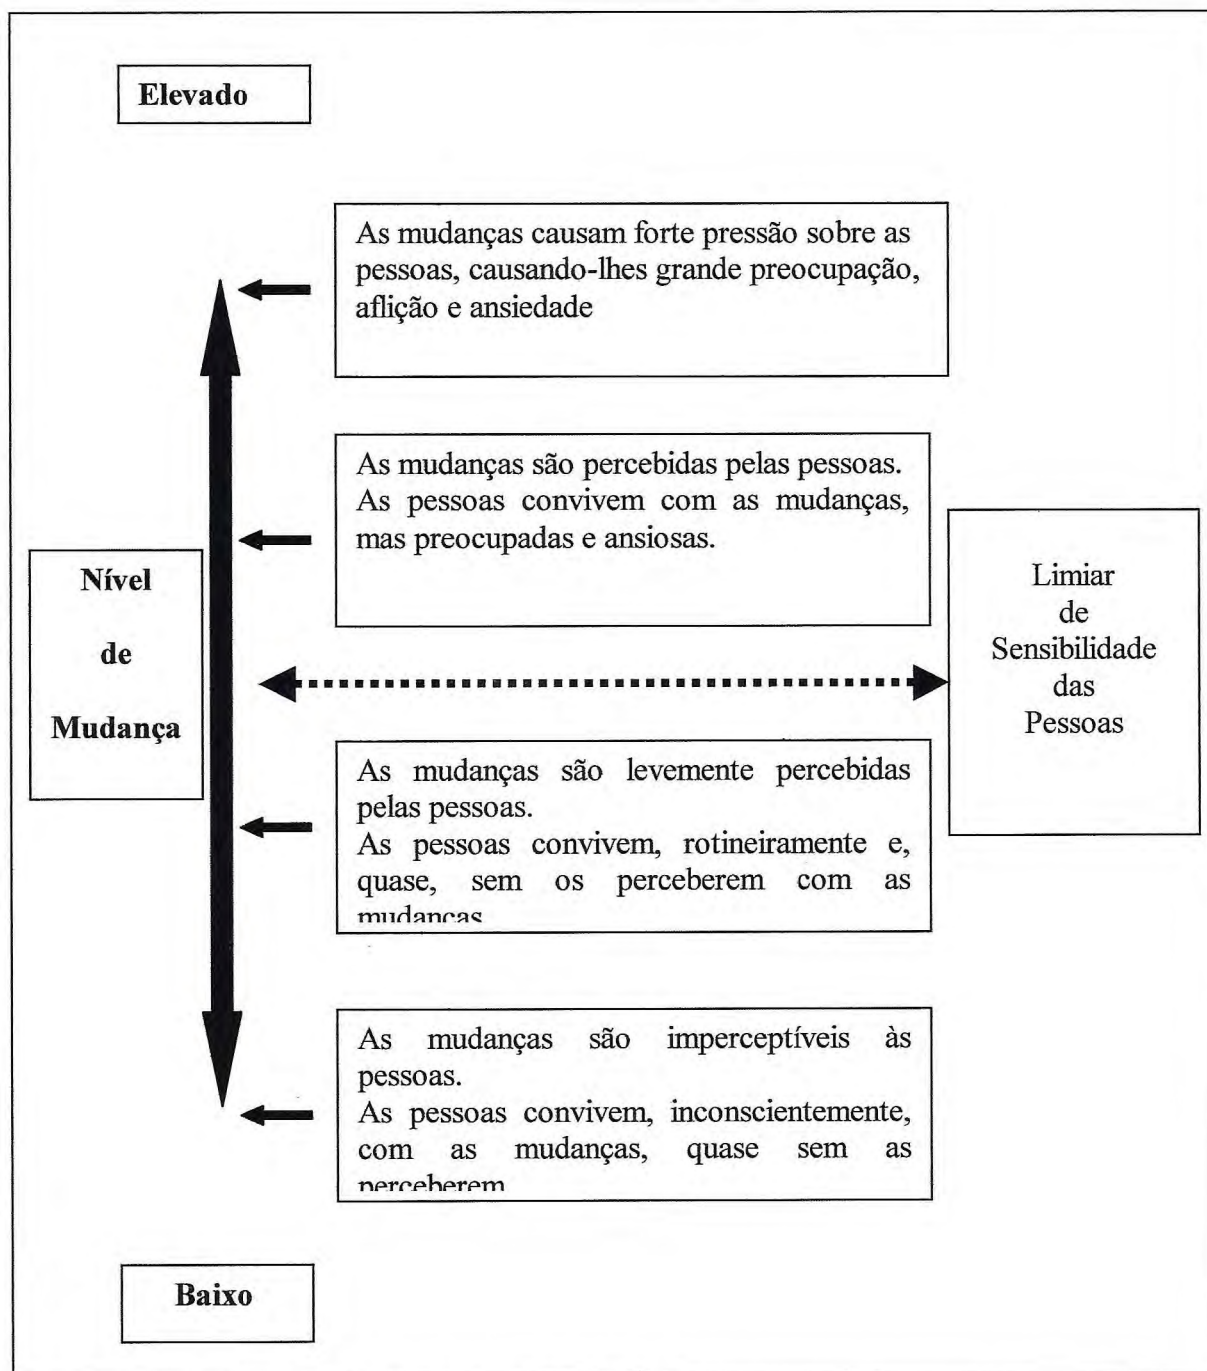 Elevado
As mudanças causam forte pressão sobre as
pessoas, causando-lhes grande preocupação,
aflição e ansiedade
As mudanças são percebidas pelas pessoas.
As pessoas convivem com as mudanças,
mas preocupadas e ansiosas.
Nível
de
Mudança
Limiar
de
Sensibilidade
das
Pessoas
As mudanças são levemente percebidas
pelas pessoas.
As pessoas convivem, rotineiramente e,
quase, sem os perceberem com as
mudanças
As mudanças são imperceptíveis às
pessoas.
As pessoas convivem, inconscientemente,
com as mudanças, quase sem as
perceberem
Baixo